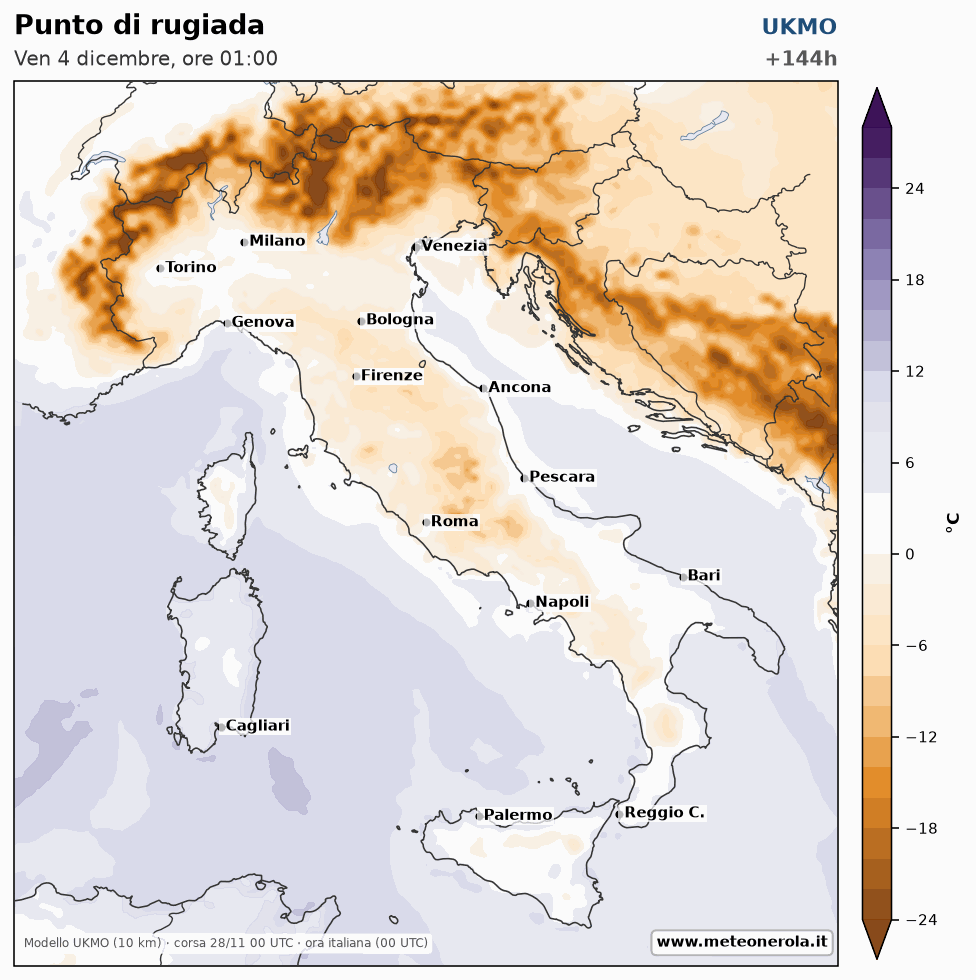 Punto di rugiada
UKMO
Ven 4 dicembre, ore 01:00
+144h
Milano
Venezia
Torino
Genova
Bologna
Firenze
Ancona
Pescara
Roma
Bari
Napoli
Cagliari
Palermo
Reggio C.
24
18
12
6
0
−6
−12
−18
−24
°C
Modello UKMO (10 km) · corsa 28/11 00 UTC · ora italiana (00 UTC)
www.meteonerola.it